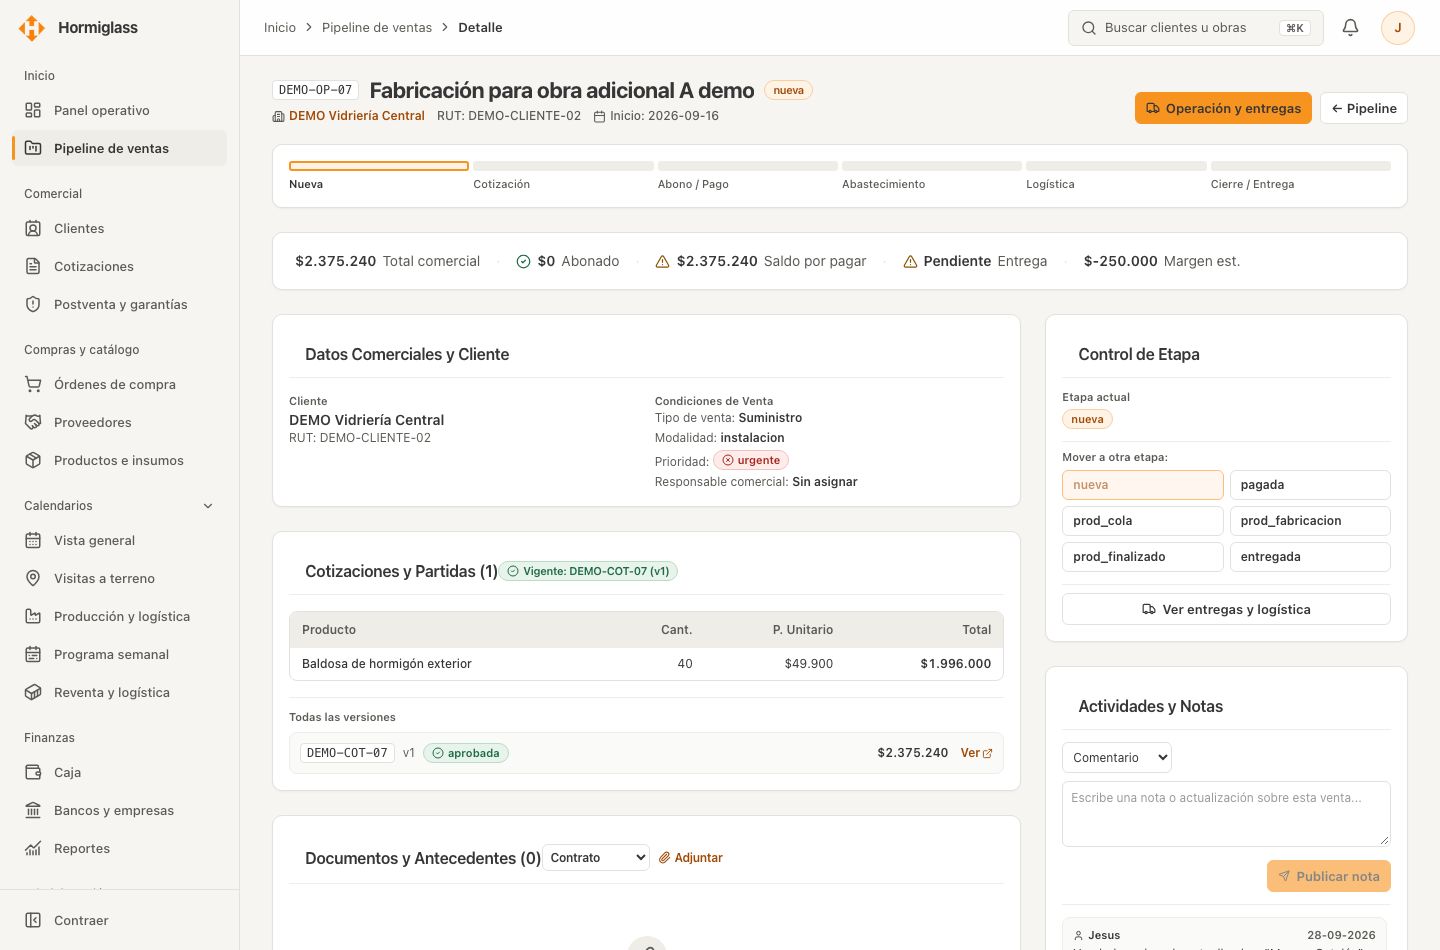 Hormiglass
Inicio
Panel operativo
Pipeline de ventas
Comercial
Clientes
Cotizaciones
Postventa y garantías
Compras y catálogo
Órdenes de compra
Proveedores
Productos e insumos
Calendarios
Vista general
Visitas a terreno
Producción y logística
Programa semanal
Reventa y logística
Finanzas
Caja
Bancos y empresas
Reportes
Contraer
Inicio > Pipeline de ventas > Detalle
Buscar clientes u obras ⌘K
J
DEMO-OP-07 Fabricación para obra adicional A demo nueva
DEMO Vidriería Central RUT: DEMO-CLIENTE-02 Inicio: 2026-09-16
Operación y entregas
← Pipeline
Nueva Cotización Abono / Pago Abastecimiento Logística Cierre / Entrega
$2.375.240 Total comercial · $0 Abonado · $2.375.240 Saldo por pagar · Pendiente Entrega · $-250.000 Margen est.
Datos Comerciales y Cliente
Cliente
DEMO Vidriería Central
RUT: DEMO-CLIENTE-02
Condiciones de Venta
Tipo de venta: Suministro
Modalidad: instalacion
Prioridad: urgente
Responsable comercial: Sin asignar
Cotizaciones y Partidas (1) Vigente: DEMO-COT-07 (v1)
Producto Cant. P. Unitario Total
Baldosa de hormigón exterior 40 $49.900 $1.996.000
Todas las versiones
DEMO-COT-07 v1 aprobada $2.375.240 Ver
Documentos y Antecedentes (0) Contrato Adjuntar
Control de Etapa
Etapa actual
nueva
Mover a otra etapa:
nueva pagada
prod_cola prod_fabricacion
prod_finalizado entregada
Ver entregas y logística
Actividades y Notas
Comentario
Escribe una nota o actualización sobre esta venta...
Publicar nota
Jesus 28-09-2026